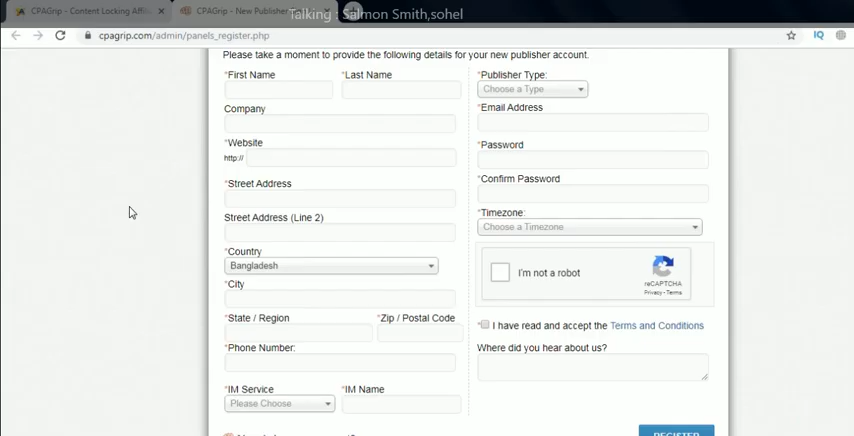 Talking : Salmon Smith,sohel
CPAGrip - Content Locking Affili
CPAGrip - New Publisher
cpagrip.com/admin/panels_register.php
IQ
Please take a moment to provide the following details for your new publisher account.
*First Name
*Last Name
Company
*Website
http://
*Street Address
Street Address (Line 2)
*Country
Bangladesh
*City
*State / Region
*Zip / Postal Code
*Phone Number:
*IM Service
*IM Name
Please Choose
*Publisher Type:
Choose a Type
*Email Address
*Password
*Confirm Password
*Timezone:
Choose a Timezone
I'm not a robot
reCAPTCHA
Privacy - Terms
* I have read and accept the Terms and Conditions
Where did you hear about us?
REGISTER